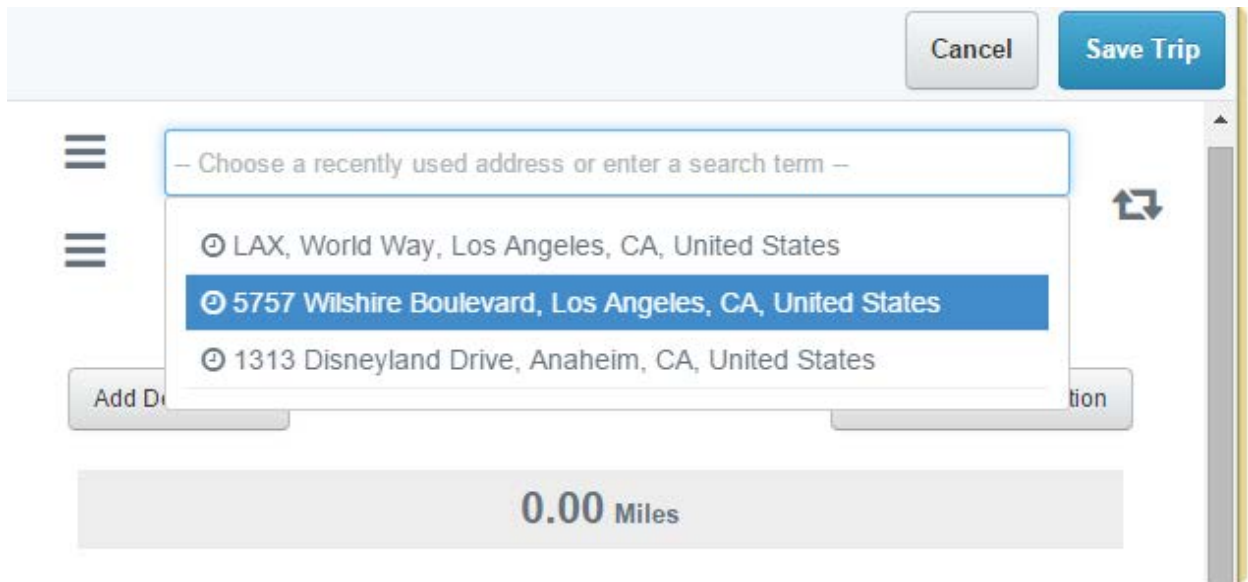 Cancel
Save Trip
-- Choose a recently used address or enter a search term --
LAX, World Way, Los Angeles, CA, United States
5757 Wilshire Boulevard, Los Angeles, CA, United States
1313 Disneyland Drive, Anaheim, CA, United States
Add
0.00 Miles